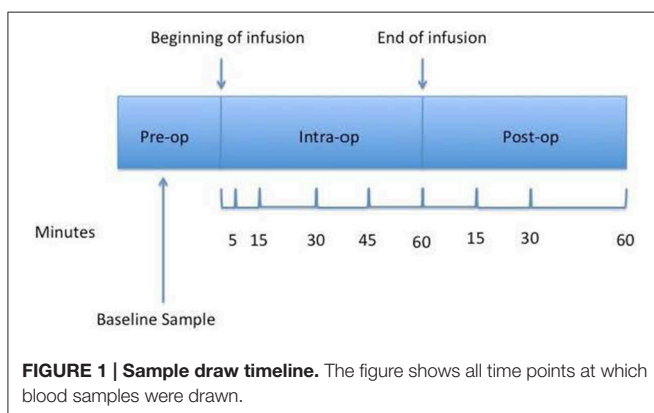 Beginning of infusion End of infusion
Pre-op Intra-op Post-op
Minutes 5 15 30 45 60 15 30 60
Baseline Sample
FIGURE 1 | Sample draw timeline. The figure shows all time points at which
blood samples were drawn.